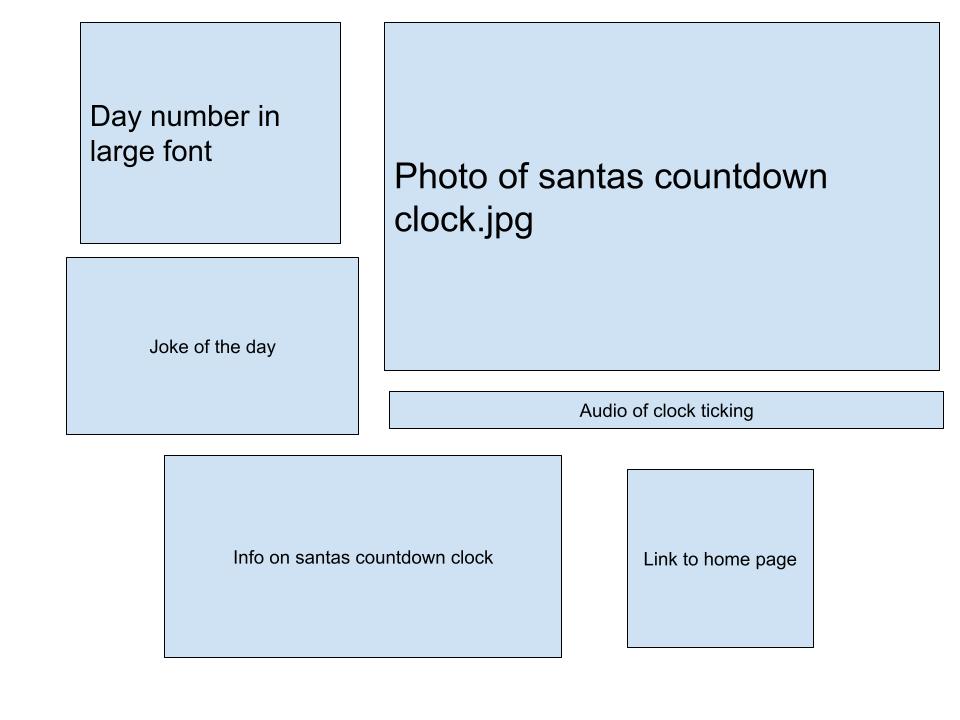 Day number in
large font
Photo of santas countdown
clock.jpg
Joke of the day
Audio of clock ticking
Info on santas countdown clock
Link to home page